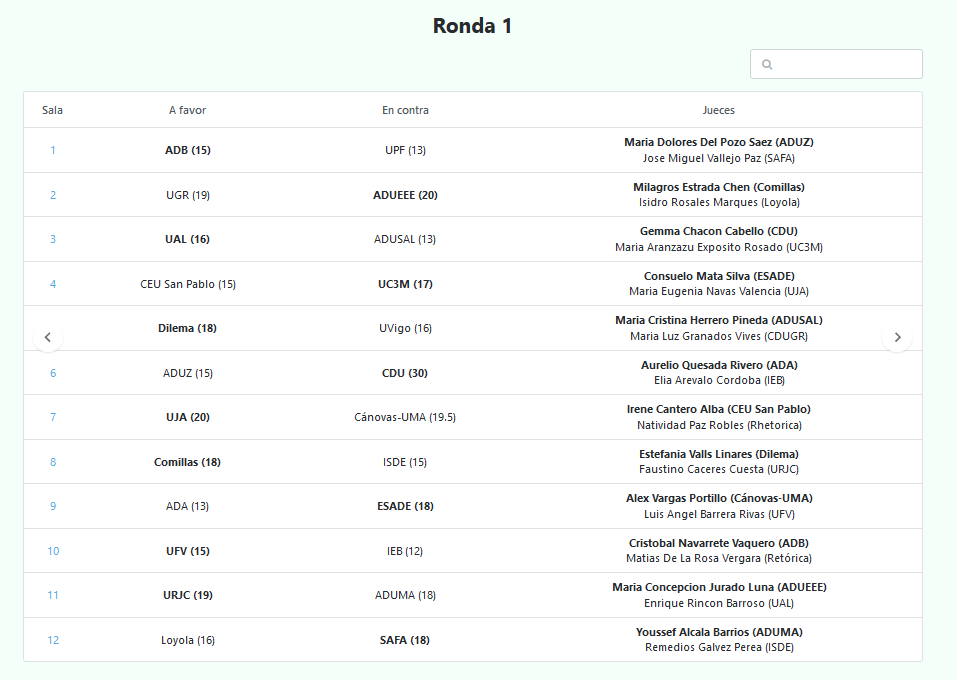 Ronda 1
Sala A favor En contra Jueces
1 ADB (15) UPF (13) Maria Dolores Del Pozo Saez (ADUZ)
Jose Miguel Vallejo Paz (SAFA)
2 UGR (19) ADUEEE (20) Milagros Estrada Chen (Comillas)
Isidro Rosales Marques (Loyola)
3 UAL (16) ADUSAL (13) Gemma Chacon Cabello (CDU)
Maria Aranzazu Exposito Rosado (UC3M)
4 CEU San Pablo (15) UC3M (17) Consuelo Mata Silva (ESADE)
Maria Eugenia Navas Valencia (UJA)
Dilema (18) UVigo (16) Maria Cristina Herrero Pineda (ADUSAL)
Maria Luz Granados Vives (CDUGR)
6 ADUZ (15) CDU (30) Aurelio Quesada Rivero (ADA)
Elia Arevalo Cordoba (IEB)
7 UJA (20) Cánovas-UMA (19.5) Irene Cantero Alba (CEU San Pablo)
Natividad Paz Robles (Rhetorica)
8 Comillas (18) ISDE (15) Estefania Valls Linares (Dilema)
Faustino Caceres Cuesta (URJC)
9 ADA (13) ESADE (18) Alex Vargas Portillo (Cánovas-UMA)
Luis Angel Barrera Rivas (UFV)
10 UFV (15) IEB (12) Cristobal Navarrete Vaquero (ADB)
Matias De La Rosa Vergara (Retórica)
11 URJC (19) ADUMA (18) Maria Concepcion Jurado Luna (ADUEEE)
Enrique Rincon Barroso (UAL)
12 Loyola (16) SAFA (18) Youssef Alcala Barrios (ADUMA)
Remedios Galvez Perea (ISDE)